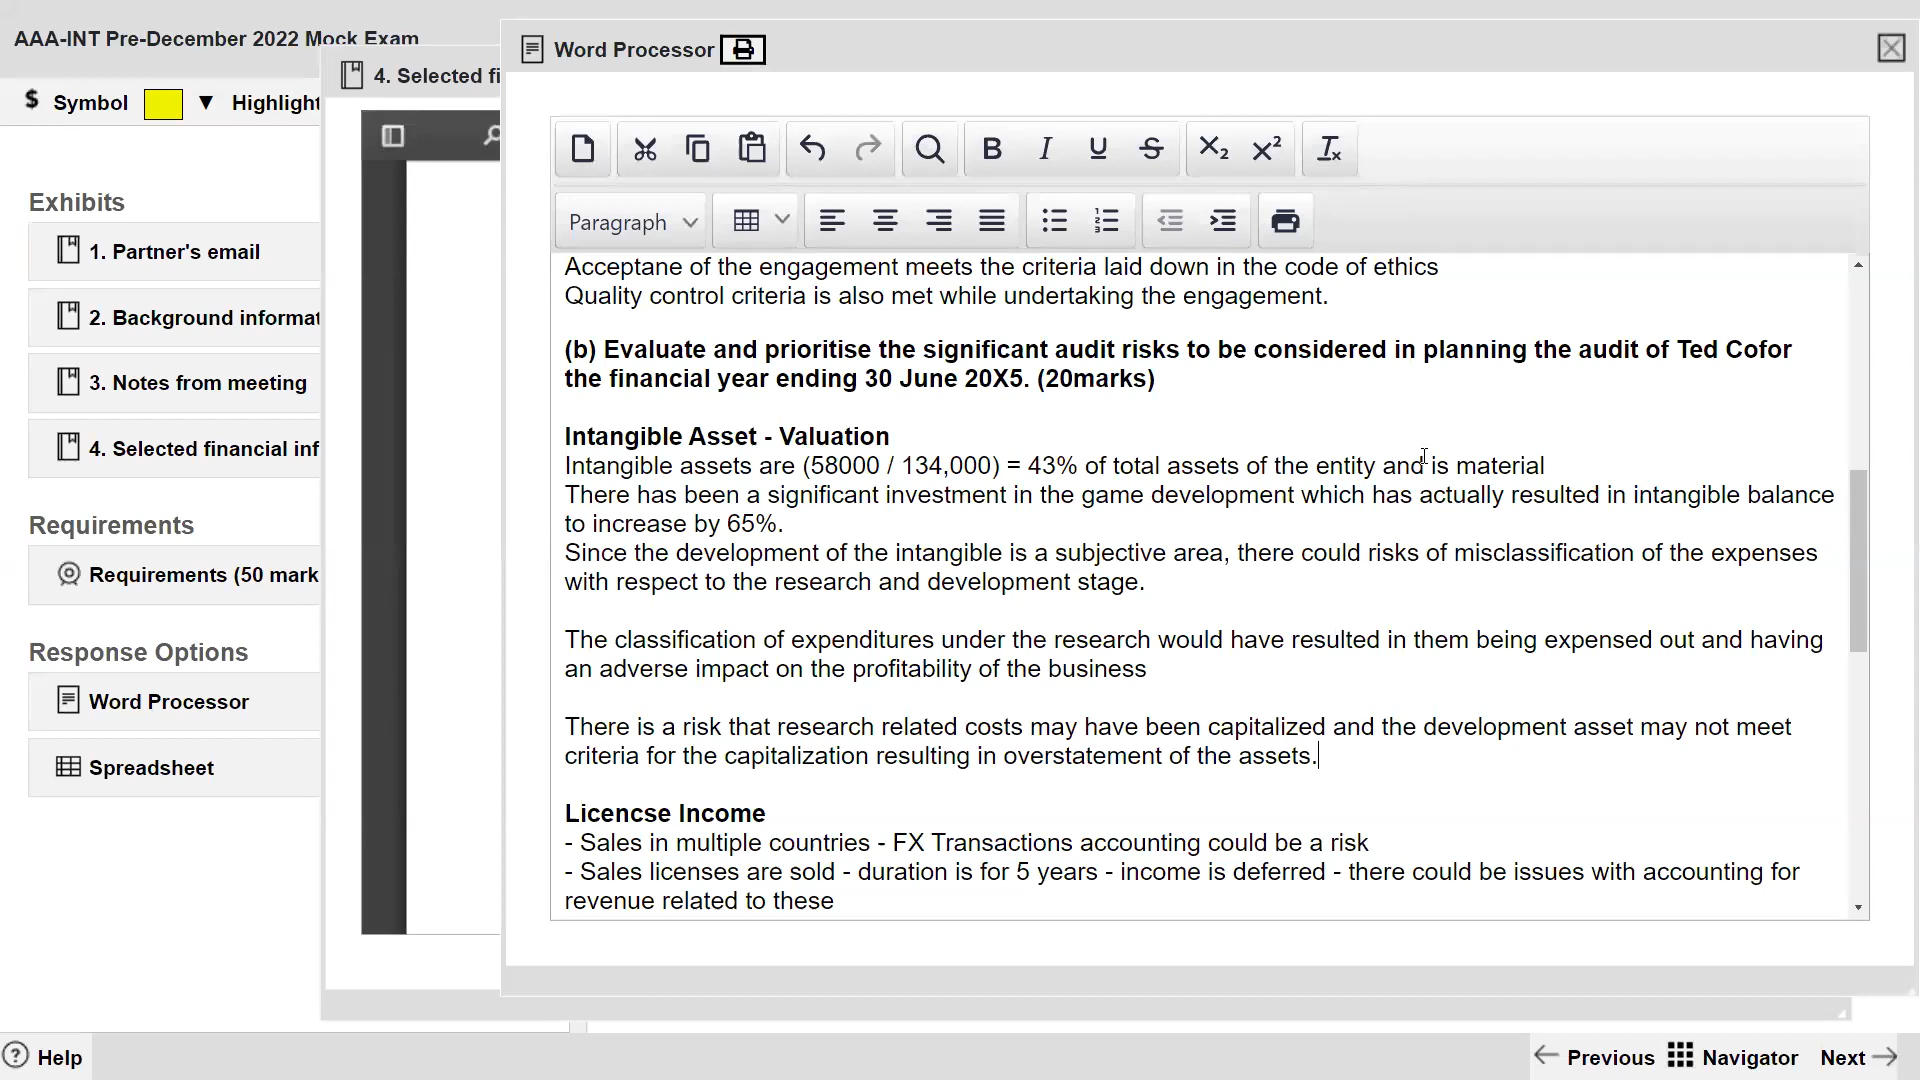 AAA-INT Pre-December 2022 Mock Exam
Symbol
Highlight
Exhibits
1. Partner's email
2. Background informat
3. Notes from meeting
4. Selected financial inf
Requirements
Requirements (50 mark
Response Options
Word Processor
Spreadsheet
4. Selected fi
Word Processor
Paragraph
Acceptane of the engagement meets the criteria laid down in the code of ethics
Quality control criteria is also met while undertaking the engagement.
(b) Evaluate and prioritise the significant audit risks to be considered in planning the audit of Ted Cofor
the financial year ending 30 June 20X5. (20marks)
Intangible Asset - Valuation
Intangible assets are (58000 / 134,000) = 43% of total assets of the entity and is material
There has been a significant investment in the game development which has actually resulted in intangible balance
to increase by 65%.
Since the development of the intangible is a subjective area, there could risks of misclassification of the expenses
with respect to the research and development stage.
The classification of expenditures under the research would have resulted in them being expensed out and having
an adverse impact on the profitability of the business
There is a risk that research related costs may have been capitalized and the development asset may not meet
criteria for the capitalization resulting in overstatement of the assets.
Licencse Income
- Sales in multiple countries - FX Transactions accounting could be a risk
- Sales licenses are sold - duration is for 5 years - income is deferred - there could be issues with accounting for
revenue related to these
Help
Previous
Navigator
Next